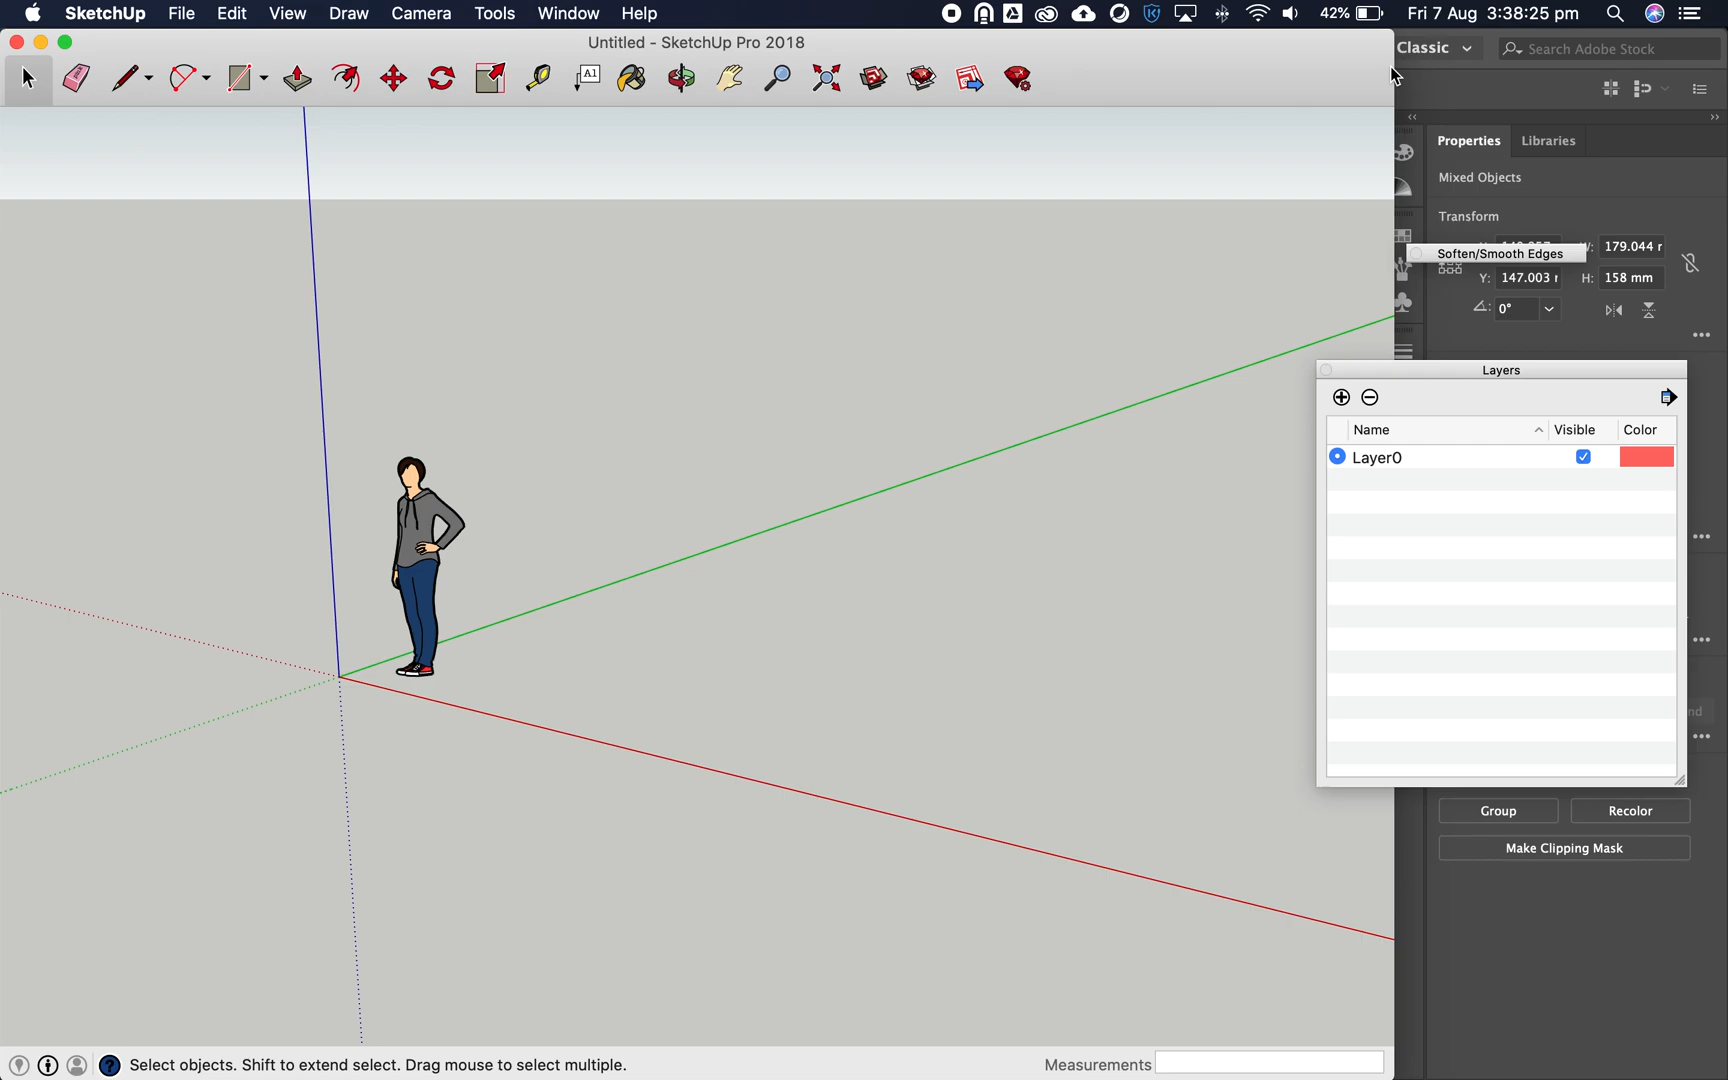 SketchUp File Edit View Draw Camera Tools Window Help 42% Fri 7 Aug 3:38:25 pm
Untitled - SketchUp Pro 2018
Classic
Search Adobe Stock
A1
Properties Libraries
Mixed Objects
Transform
W: 179.044 r
Soften/Smooth Edges
Y: 147.003 r H: 158 mm
0°
Layers
Name Visible Color
Layer0
Group Recolor
Make Clipping Mask
Select objects. Shift to extend select. Drag mouse to select multiple.
Measurements